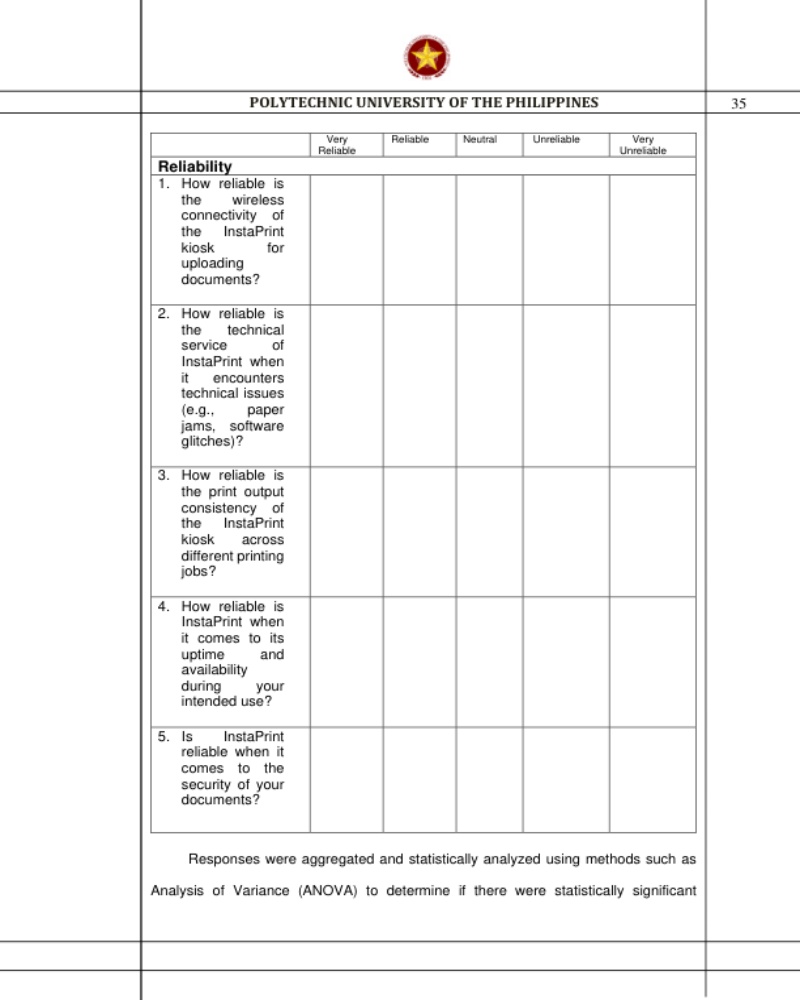 POLYTECHNIC UNIVERSITY OF THE PHILIPPINES
35
Very Reliable
Reliable
Neutral
Unreliable
Very Unreliable
Reliability
1. How reliable is
the wireless
connectivity of
the InstaPrint
kiosk for
uploading
documents?
2. How reliable is
the technical
service of
InstaPrint when
it encounters
technical issues
(e.g., paper
jams, software
glitches)?
3. How reliable is
the print output
consistency of
the InstaPrint
kiosk across
different printing
jobs?
4. How reliable is
InstaPrint when
it comes to its
uptime and
availability
during your
intended use?
5. Is InstaPrint
reliable when it
comes to the
security of your
documents?
Responses were aggregated and statistically analyzed using methods such as
Analysis of Variance (ANOVA) to determine if there were statistically significant